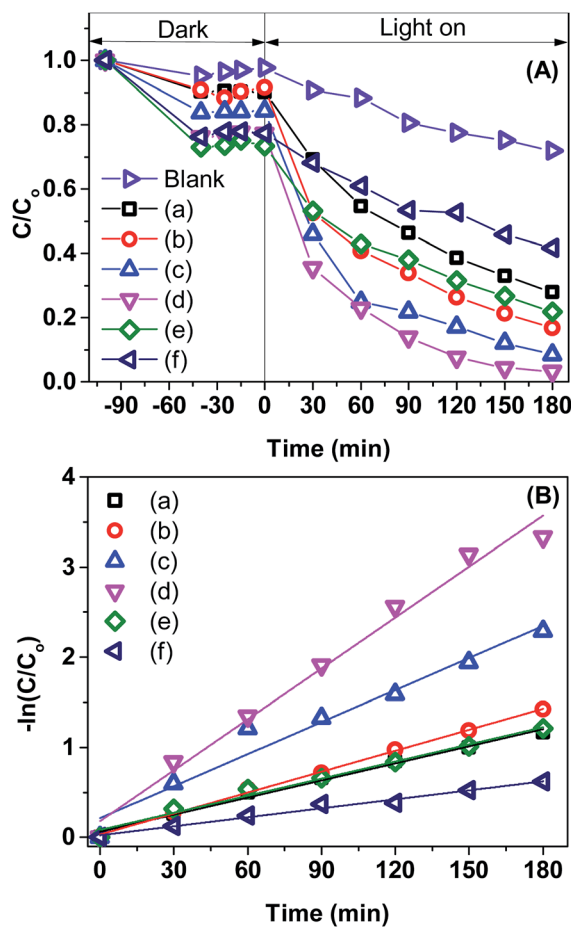 Dark Light on
(A)
1.0
0.8
0.6
0.4
0.2
0.0
C/Co
Blank
(a)
(b)
(c)
(d)
(e)
(f)
-90 -60 -30 0 30 60 90 120 150 180
Time (min)
(B)
4
3
2
1
0
-ln(C/Co)
(a)
(b)
(c)
(d)
(e)
(f)
0 30 60 90 120 150 180
Time (min)